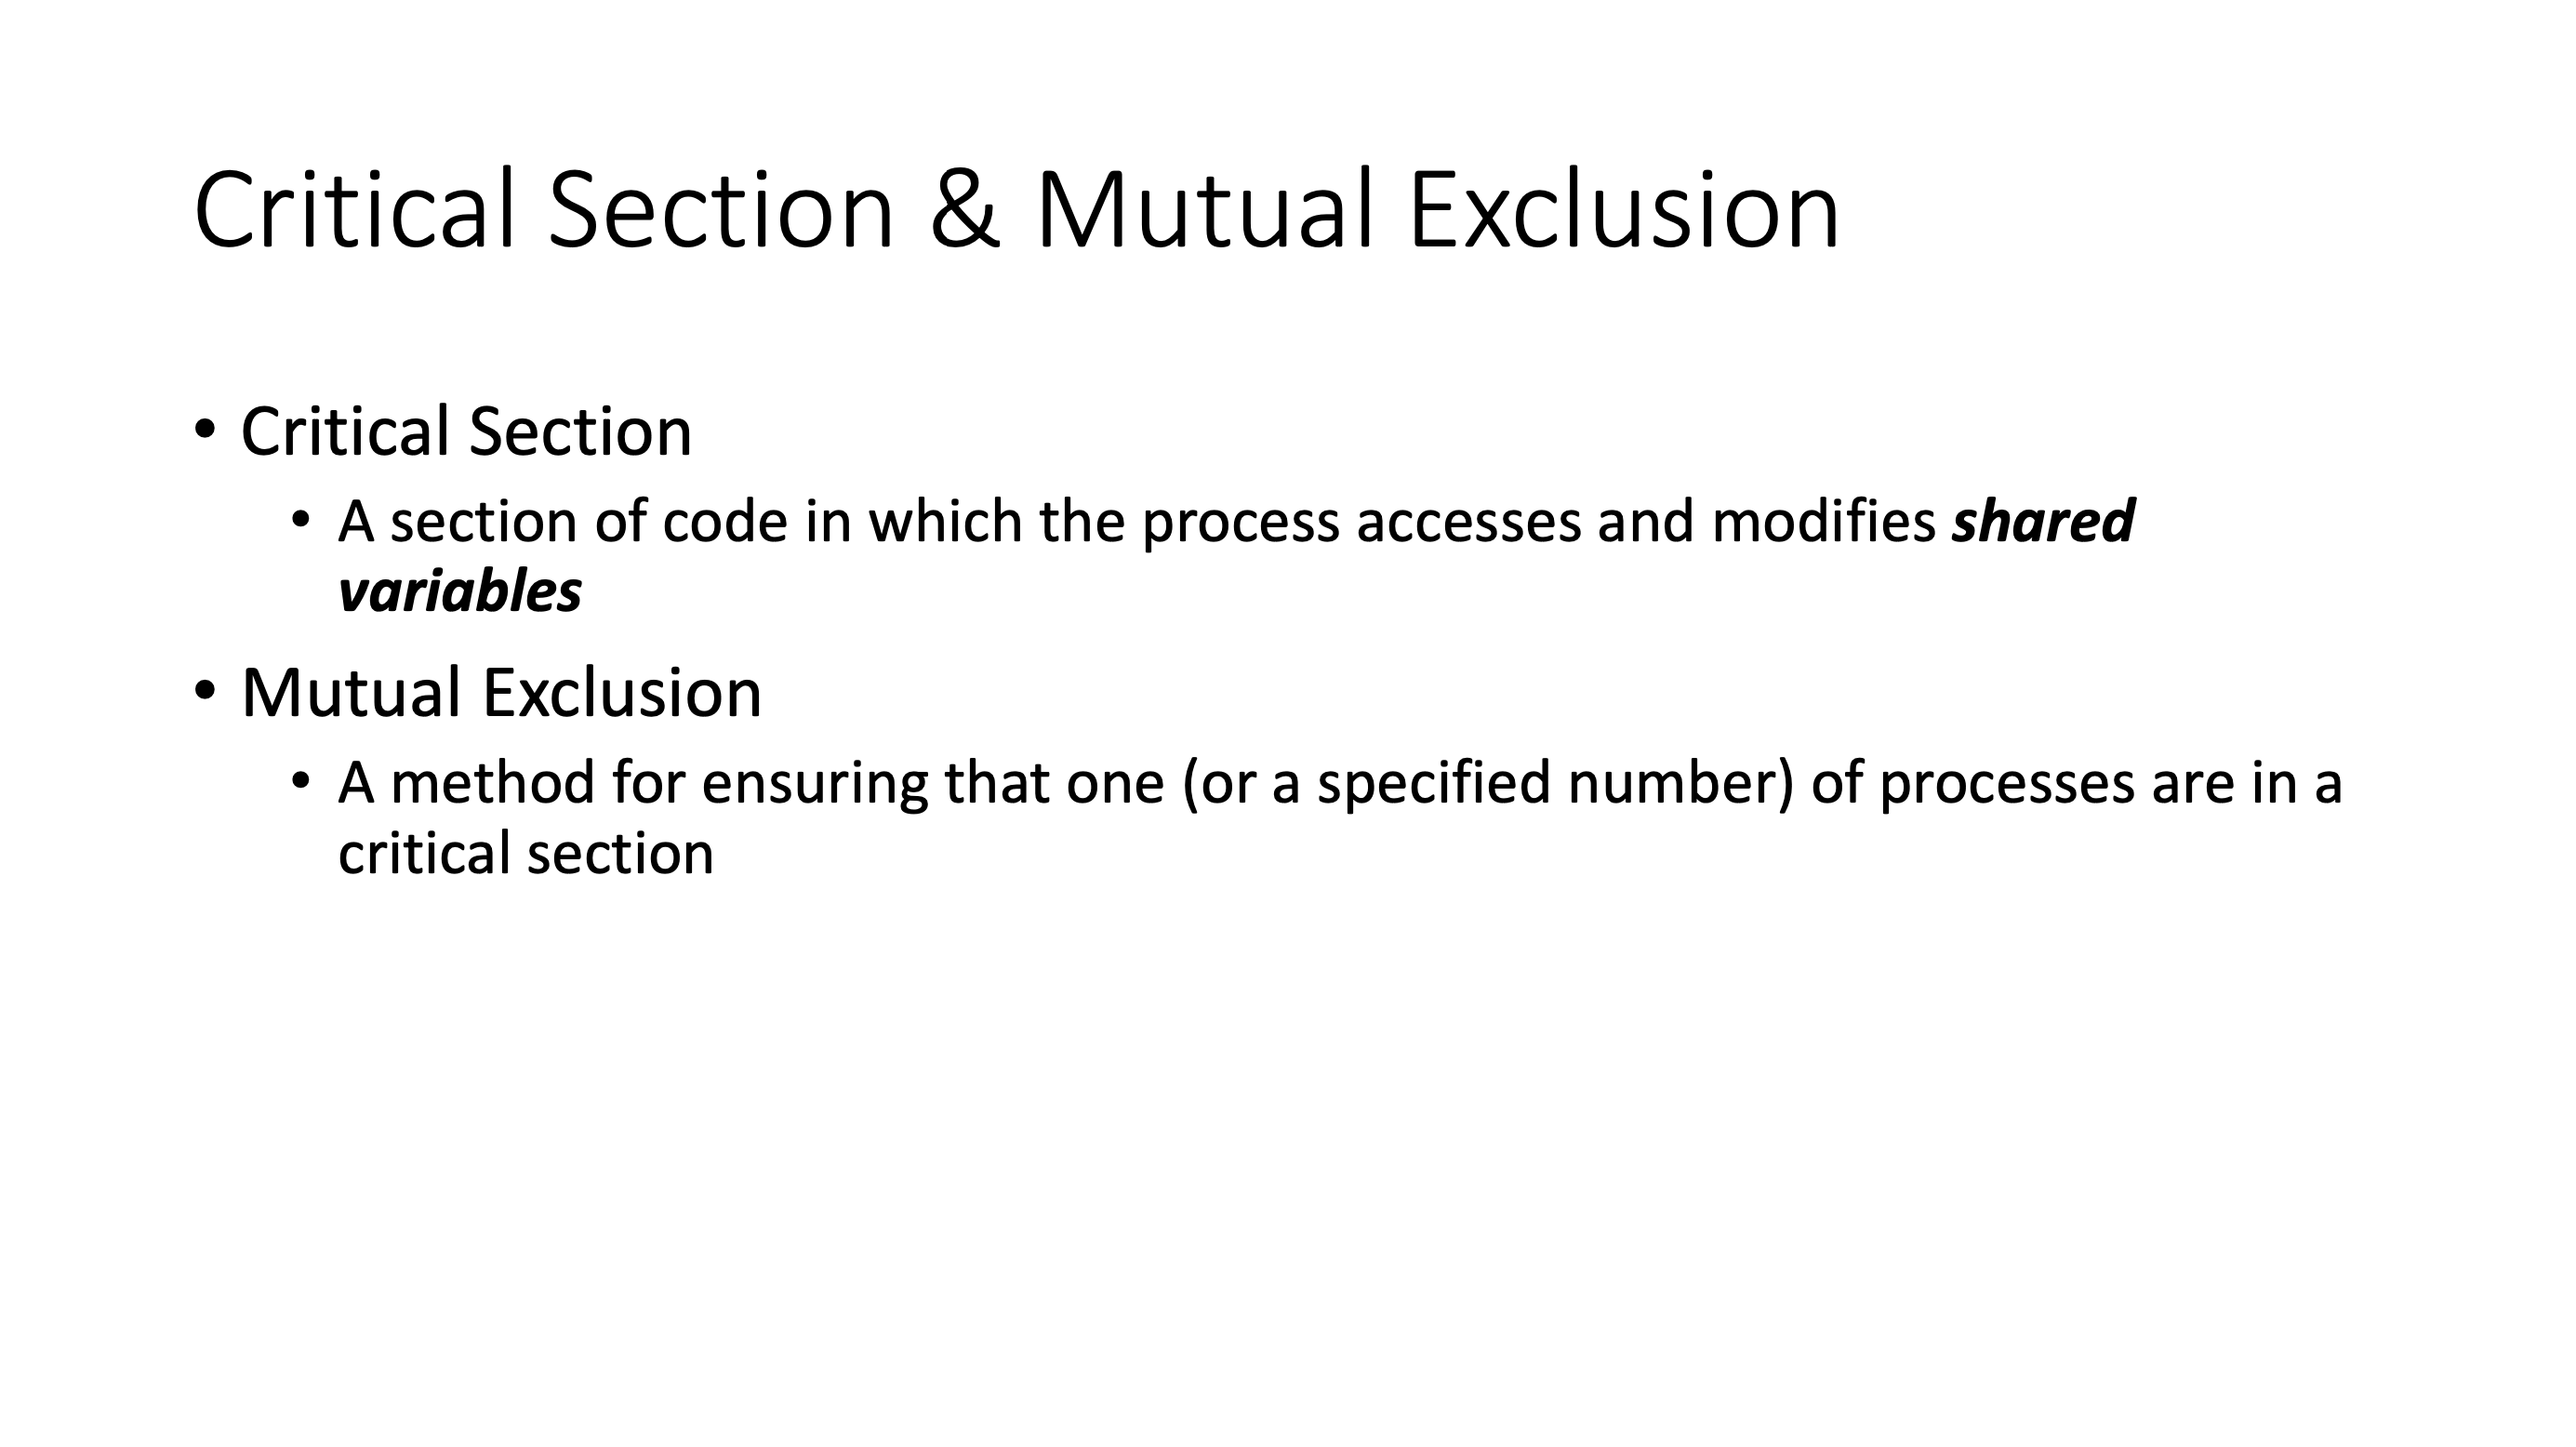 Critical Section & Mutual Exclusion
• Critical Section
• A section of code in which the process accesses and modifies shared
variables
• Mutual Exclusion
• A method for ensuring that one (or a specified number) of processes are in a
critical section